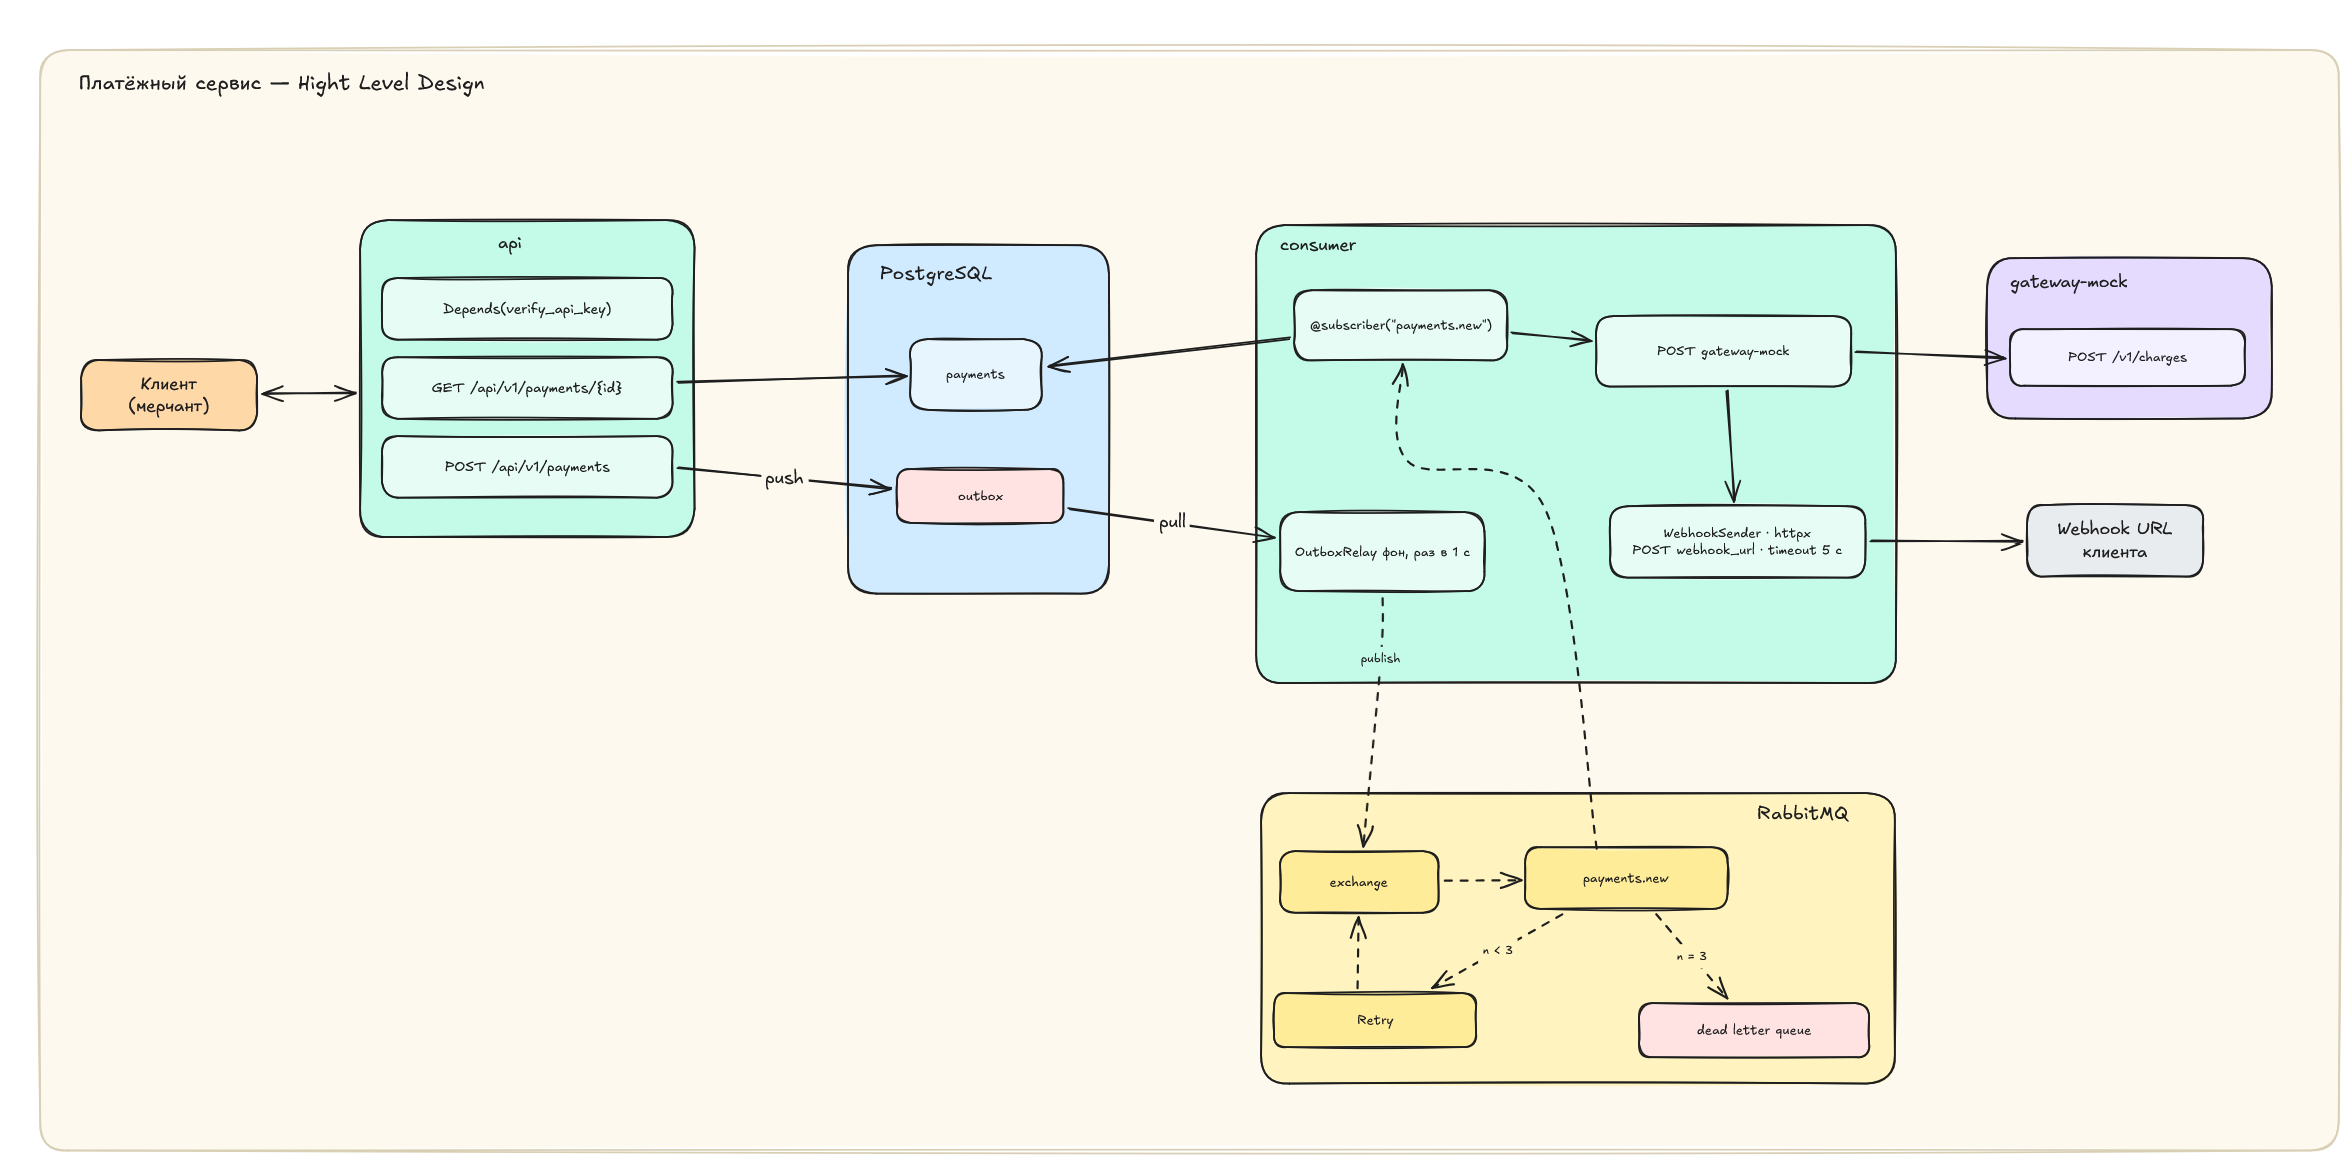 Платёжный сервис — Hight Level Design
Клиент
(мерчант)
api
Depends(verify_api_key)
GET /api/v1/payments/{id}
POST /api/v1/payments
push
PostgreSQL
payments
outbox
pull
consumer
@subscriber("payments.new")
POST gateway-mock
OutboxRelay фон, раз в 1 с
WebhookSender · httpx
POST webhook_url · timeout 5 с
publish
gateway-mock
POST /v1/charges
Webhook URL
клиента
RabbitMQ
exchange
payments.new
n < 3
n = 3
Retry
dead letter queue